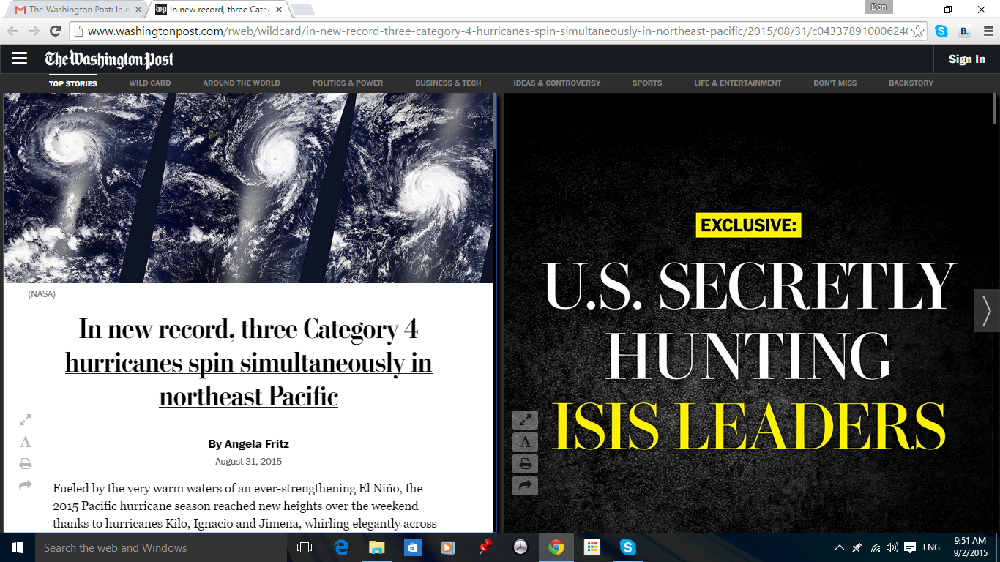 The Washington Post: In n
In new record, three Categ
Don
www.washingtonpost.com/rweb/wildcard/in-new-record-three-category-4-hurricanes-spin-simultaneously-in-northeast-pacific/2015/08/31/c04337891000624
B.
The Washington Post
Sign In
TOP STORIES WILD CARD AROUND THE WORLD POLITICS & POWER BUSINESS & TECH IDEAS & CONTROVERSY SPORTS LIFE & ENTERTAINMENT DON'T MISS BACKSTORY
(NASA)
In new record, three Category 4
hurricanes spin simultaneously in
northeast Pacific
By Angela Fritz
August 31, 2015
Fueled by the very warm waters of an ever-strengthening El Niño, the
2015 Pacific hurricane season reached new heights over the weekend
thanks to hurricanes Kilo, Ignacio and Jimena, whirling elegantly across
A
EXCLUSIVE:
U.S. SECRETLY
HUNTING
ISIS LEADERS
A
Search the web and Windows
ENG
9:51 AM
9/2/2015